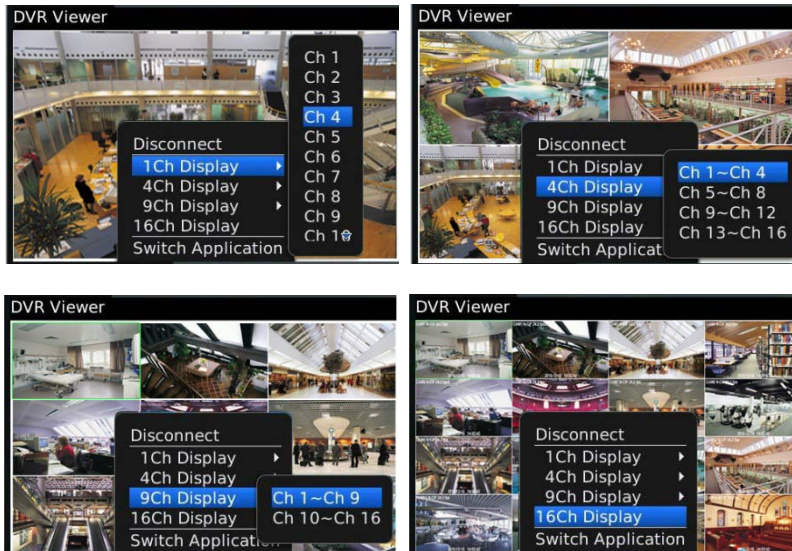 DVR Viewer
Disconnect
1Ch Display
4Ch Display
9Ch Display
16Ch Display
Switch Application
Ch 1
Ch 2
Ch 3
Ch 4
Ch 5
Ch 6
Ch 7
Ch 8
Ch 9
DVR Viewer
Disconnect
1Ch Display
4Ch Display
9Ch Display
16Ch Display
Switch Applicat
Ch 1~Ch 4
Ch 5~Ch 8
Ch 9~Ch 12
Ch 13~Ch 16
DVR Viewer
Disconnect
1Ch Display
4Ch Display
9Ch Display
16Ch Display
Switch Applicati
Ch 1~Ch 9
Ch 10~Ch 16
DVR Viewer
Disconnect
1Ch Display
4Ch Display
9Ch Display
16Ch Display
Switch Application